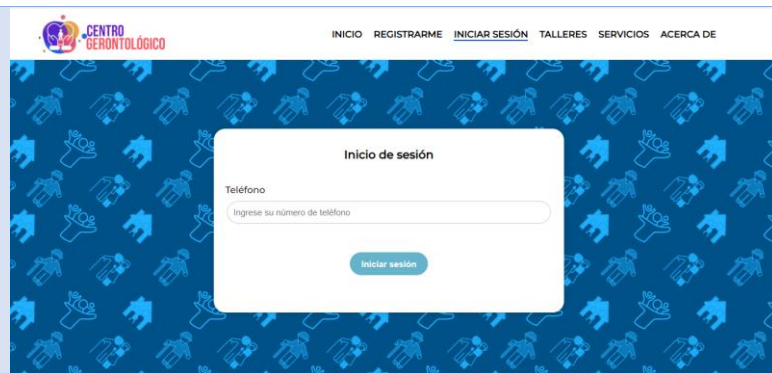 CENTRO
GERONTOLÓGICO
INICIO REGISTRARME INICIAR SESIÓN TALLERES SERVICIOS ACERCA DE
Inicio de sesión
Teléfono
Ingrese su número de teléfono
Iniciar sesión